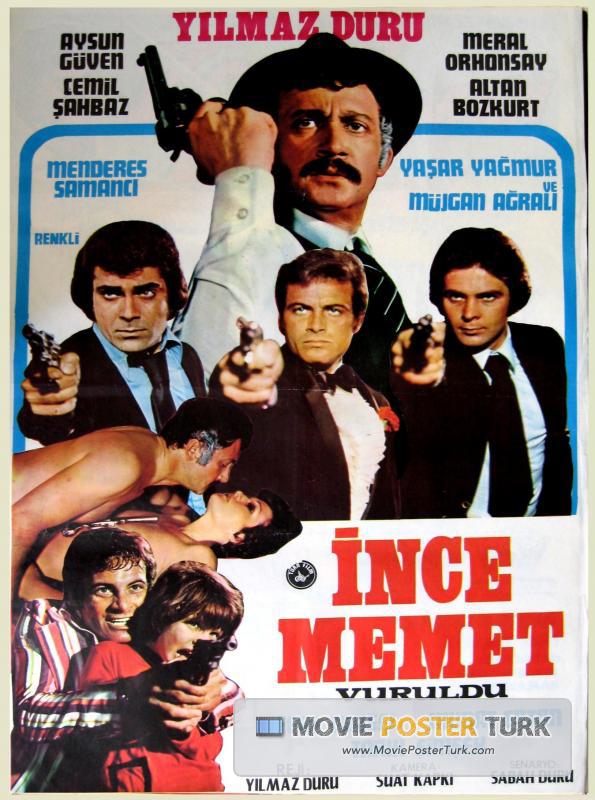 YILMAZ DURU
AYSUN
GÜVEN
CEMİL
ŞAHBAZ
MERAL
ORHONSAY
ALTAN
BOZKURT
MENDERES
SAMANCI
YAŞAR YAĞMUR
VE
MÜJGAN AĞRALI
RENKLİ
İNCE
MEMET
VURULDU
MOVIE POSTER TURK
www.MoviePosterTurk.com
REJİ:
YILMAZ DURU
KAMERA:
SUAT KAPKI
SENARYO:
SABAH DURU